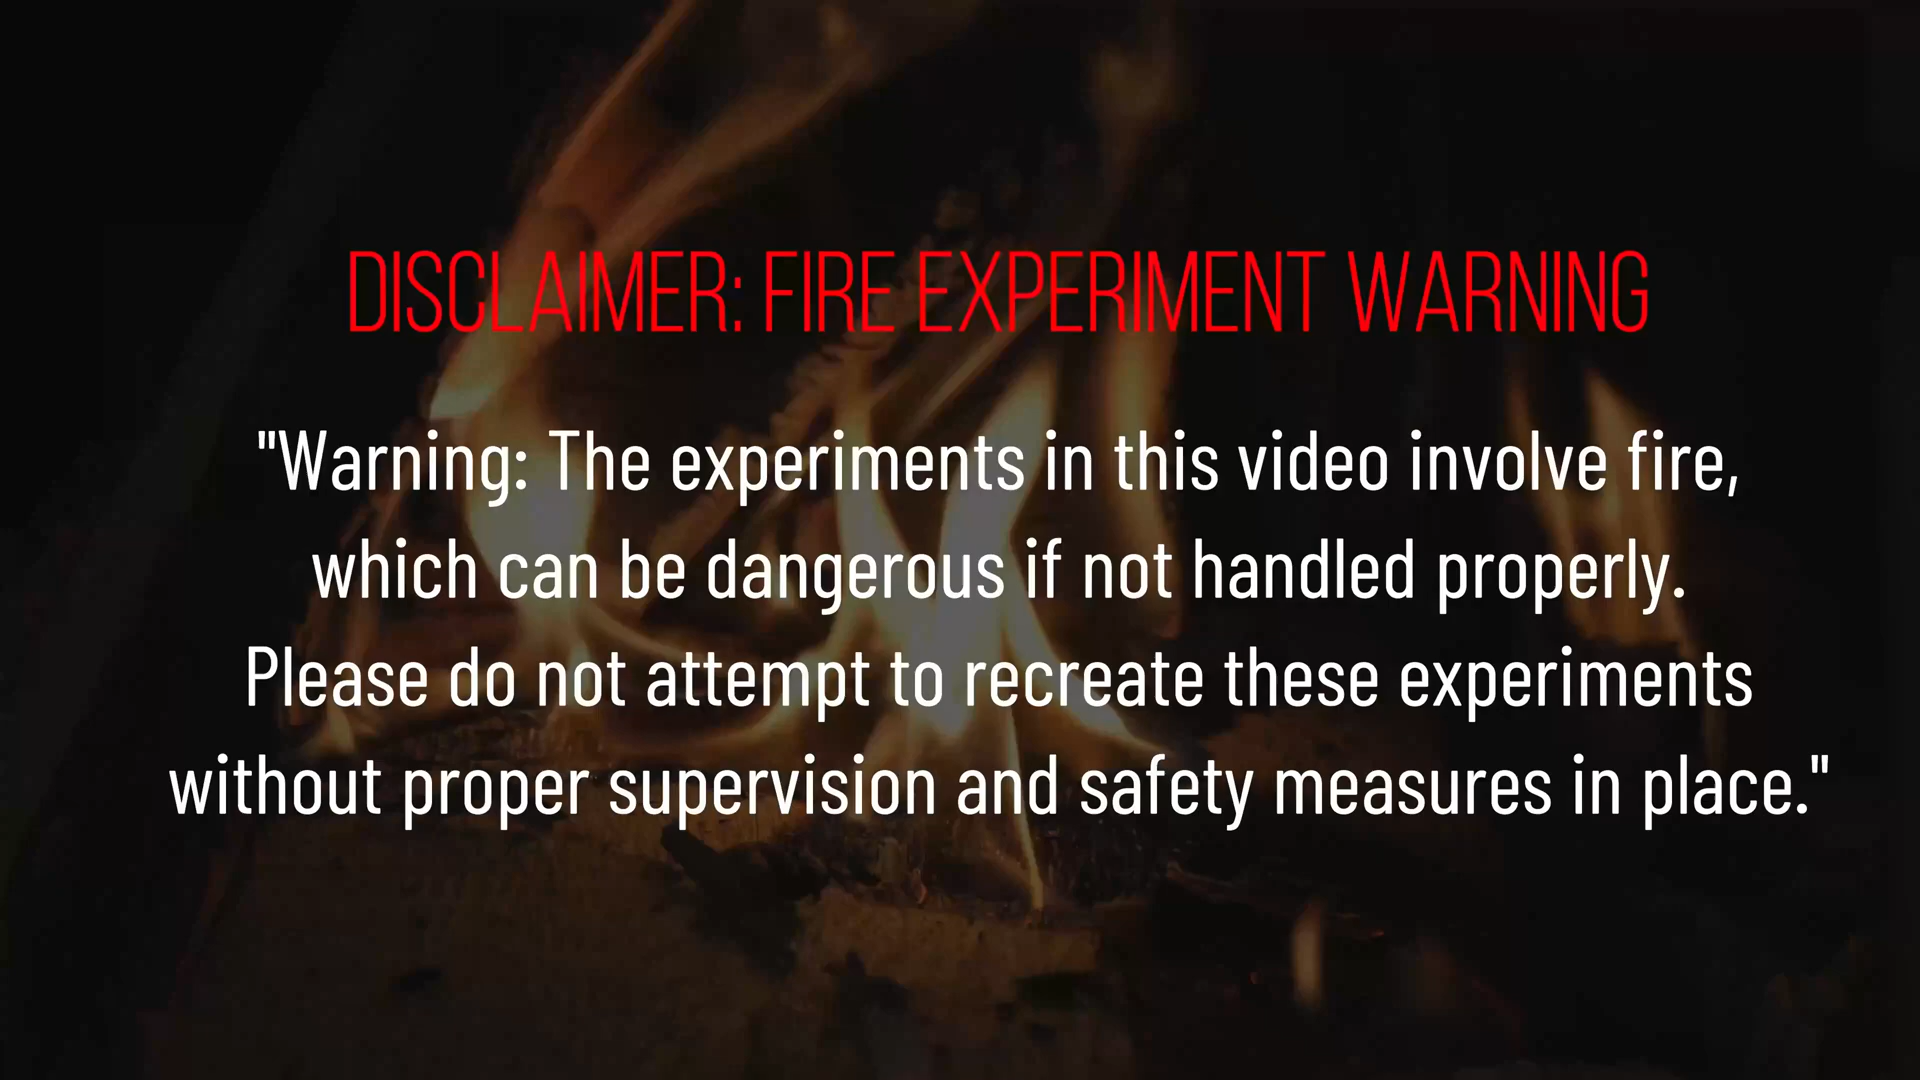 DISCLAIMER: FIRE EXPERIMENT WARNING
"Warning: The experiments in this video involve fire,
which can be dangerous if not handled properly.
Please do not attempt to recreate these experiments
without proper supervision and safety measures in place."